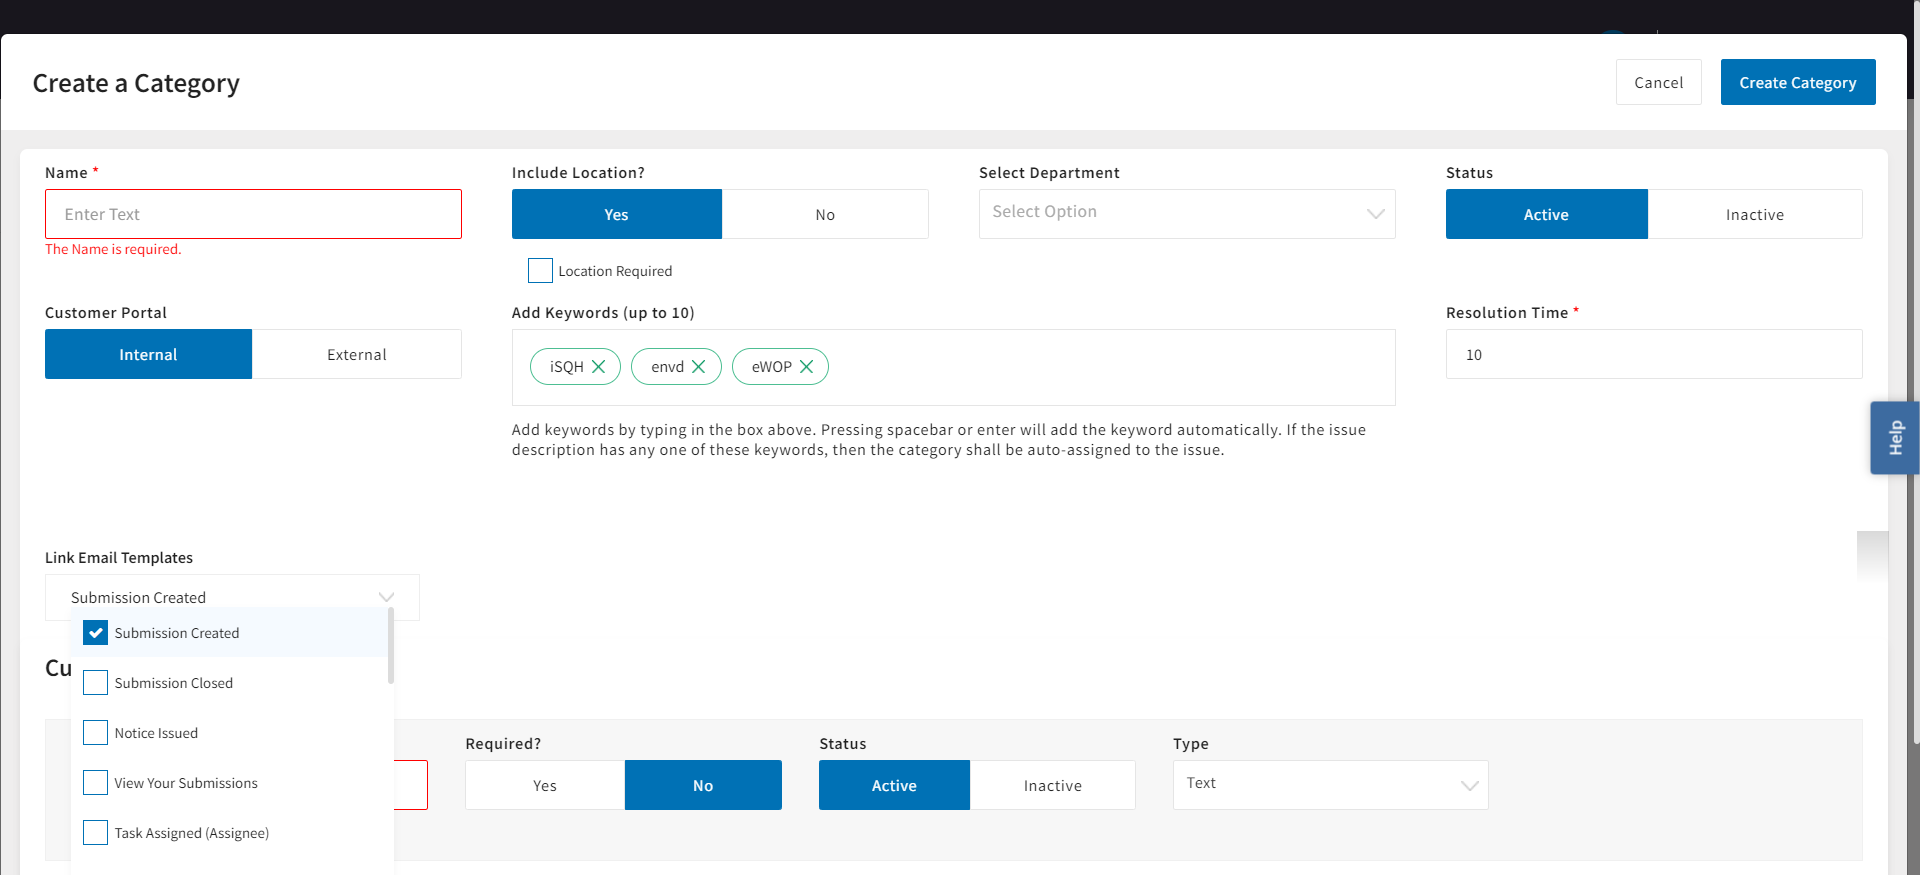 Create a Category
Cancel
Create Category
Name *
Enter Text
The Name is required.
Include Location?
Yes
No
Location Required
Select Department
Select Option
Status
Active
Inactive
Customer Portal
Internal
External
Add Keywords (up to 10)
iSQH
envd
eWOP
Add keywords by typing in the box above. Pressing spacebar or enter will add the keyword automatically. If the issue
description has any one of these keywords, then the category shall be auto-assigned to the issue.
Resolution Time *
10
Help
Link Email Templates
Submission Created
Submission Created
Submission Closed
Notice Issued
View Your Submissions
Task Assigned (Assignee)
Cu
Required?
Yes
No
Status
Active
Inactive
Type
Text